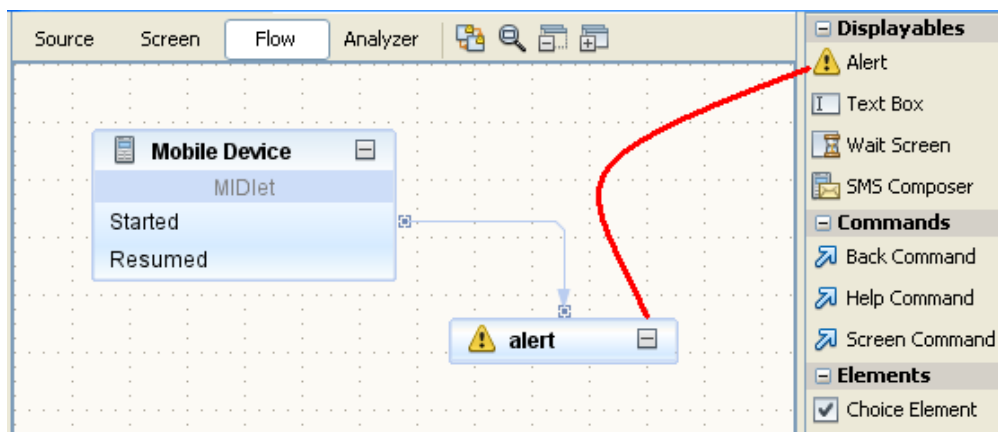 Source Screen Flow Analyzer
Mobile Device
MIDlet
Started
Resumed
alert
Displayables
Alert
Text Box
Wait Screen
SMS Composer
Commands
Back Command
Help Command
Screen Command
Elements
Choice Element